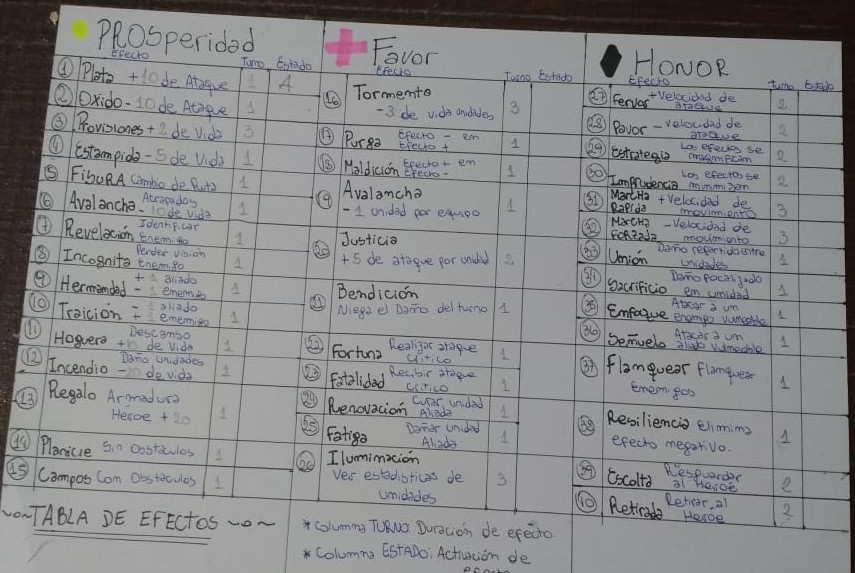 PROSperidad
Efecto Turno Estado
1 Plata +10 de Ataque 1 A
2 Oxido -10 de Ataque 1
3 Provisiones +2 de Vida 3
4 Estampida -5 de Vida 1
5 FISURA Cambio de Ruta 1
6 Avalancha Atrapados
-10 de vida 1
7 Revelación Identificar
Enemigo 1
8 Incognita Perder visión
Enemigo 1
9 Hermandad +1 aliado
-1 enemigo 1
10 Traición -1 aliado
+1 enemigo 1
11 Hoguera Descanso
de Vida 1
12 Incendio Daño unidades
-20 de vida 1
13 Regalo Armadura
Héroe +20 1
14 Planicie Sin Obstáculos 1
15 Campos Con Obstáculos 1
~o~TABLA DE EFECTOS ~o~
Favor
Efecto Turno Estado
16 Tormento
-3 de vida unidades 3
17 Purga Efecto - en
Efecto + 1
18 Maldición Efecto + en
Efecto - 1
19 Avalancha
-1 unidad por equipo 1
20 Justicia
+5 de ataque por unidad 2
21 Bendición
Niega el Daño del turno 1
22 Fortuna Realizar ataque
Critico 1
23 Fatalidad Recibir ataque
Critico 1
24 Renovación Curar unidad
Aliada 1
25 Fatiga Dañar unidad
Aliada 1
26 Iluminación
Ver estadisticas de
unidades 3
* Columna TURNO: Duración de efecto.
* Columna ESTADO: Activación de
efecto
HONOR
Efecto Turno Estado
27 Fervor +Velocidad de
ataque 2
28 Pavor -velocidad de
ataque 2
29 Estrategia Los efectos se
magnifican 2
30 Imprudencia Los efectos se
minimizan 2
31 Marcha Rapida +Velocidad de
movimiento 3
32 Marcha Forzada -Velocidad de
movimiento 3
33 Unión Daño repartido entre
unidades 1
34 Sacrificio Daño focalizado
en unidad 1
35 Enfoque Atacar a un
enemigo vulnerable 1
36 Señuelo Atacar a un
aliado vulnerable 1
37 Flanquear Flanquear
Enemigos 1
38 Resiliencia Elimina
efecto negativo. 1
39 Escolta Resguardar
al Heroe 2
40 Retirada Retirar al
Heroe 2